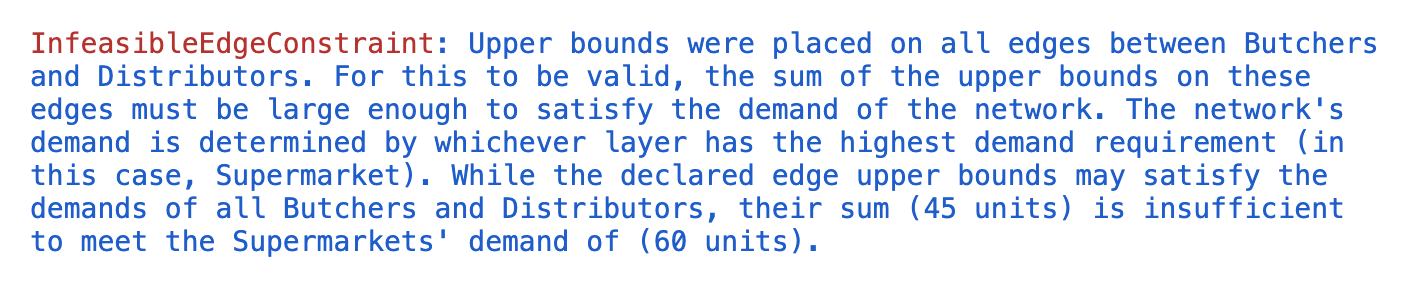 InfeasibleEdgeConstraint: Upper bounds were placed on all edges between Butchers
and Distributors. For this to be valid, the sum of the upper bounds on these
edges must be large enough to satisfy the demand of the network. The network's
demand is determined by whichever layer has the highest demand requirement (in
this case, Supermarket). While the declared edge upper bounds may satisfy the
demands of all Butchers and Distributors, their sum (45 units) is insufficient
to meet the Supermarkets' demand of (60 units).